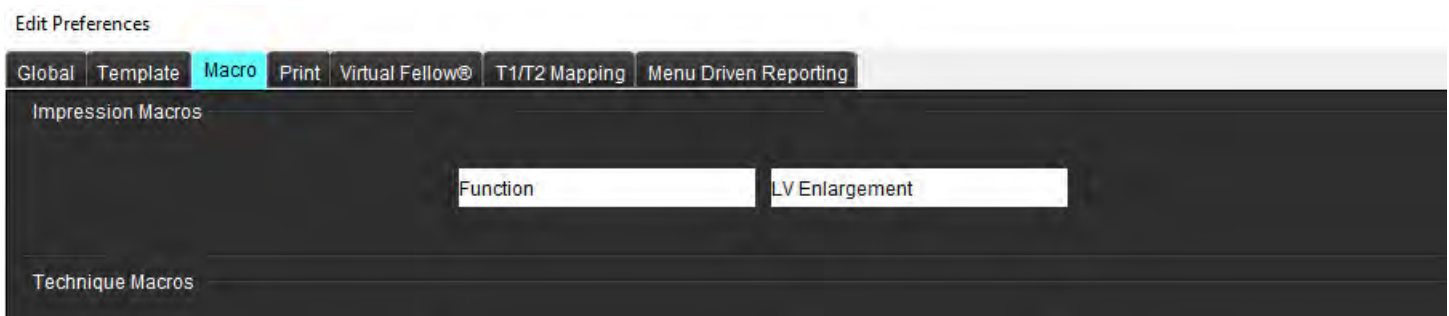 Edit Preferences
Global Template Macro Print Virtual Fellow® T1/T2 Mapping Menu Driven Reporting
Impression Macros
Function LV Enlargement
Technique Macros